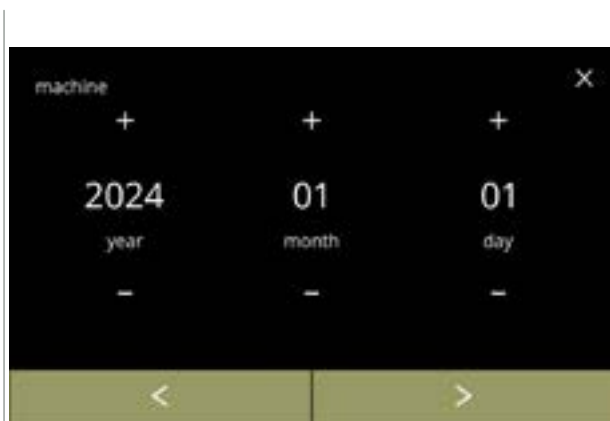 machine
X
+ + +
2024 01 01
year month day
- - -
< >